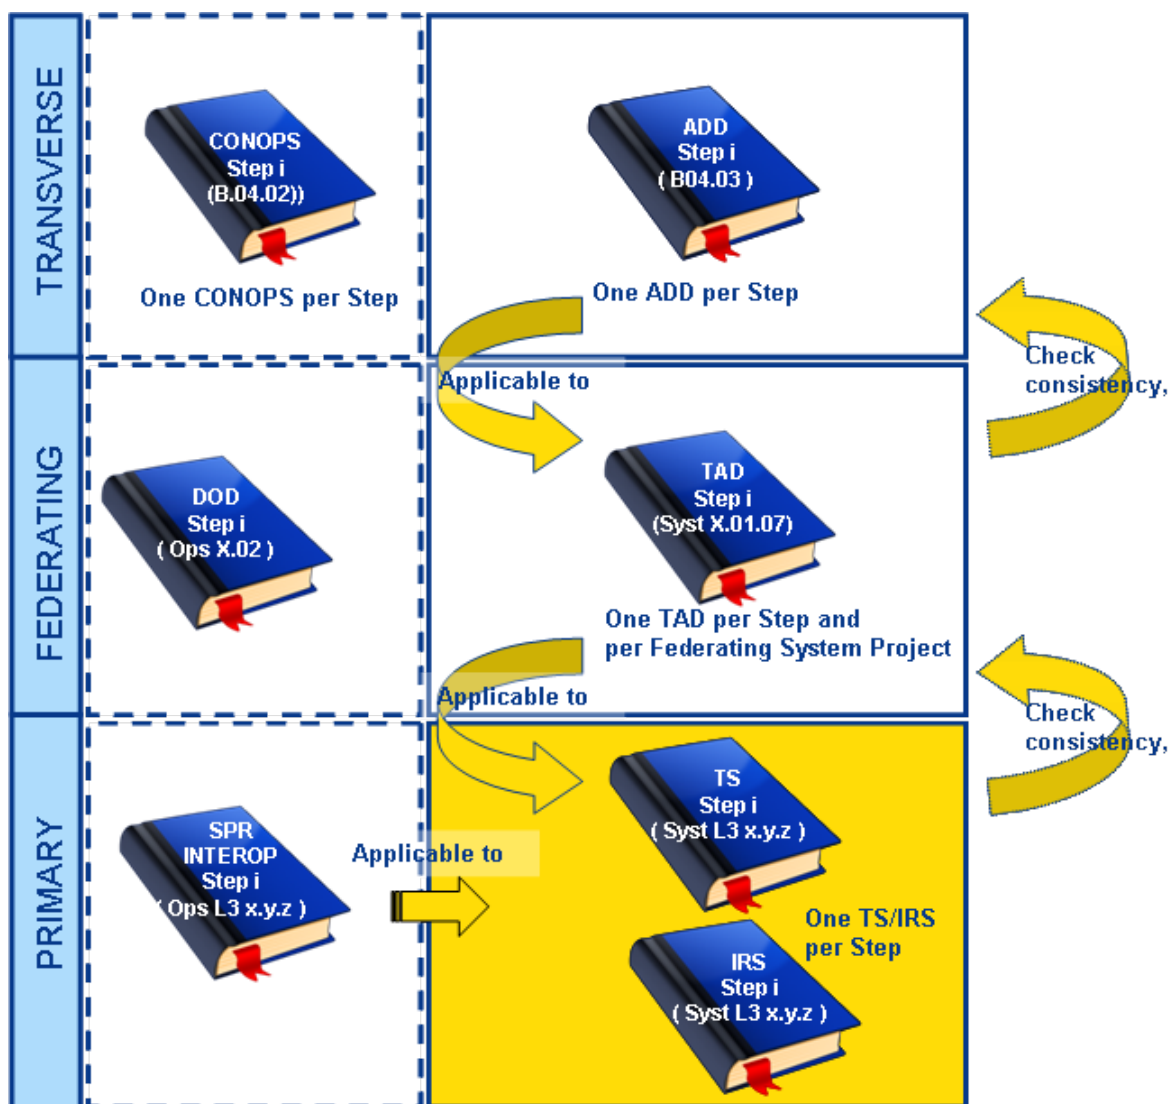 TRANSVERSE
CONOPS
Step i
(B.04.02))
One CONOPS per Step
ADD
Step i
( B04.03 )
One ADD per Step
Applicable to
Check
consistency,
FEDERATING
DOD
Step i
( Ops X.02 )
TAD
Step i
(Syst X.01.07)
One TAD per Step and
per Federating System Project
Applicable to
Check
consistency,
PRIMARY
SPR
INTEROP
Step i
( Ops L3 x.y.z )
Applicable to
TS
Step i
( Syst L3 x.y.z )
One TS/IRS
per Step
IRS
Step i
( Syst L3 x.y.z )